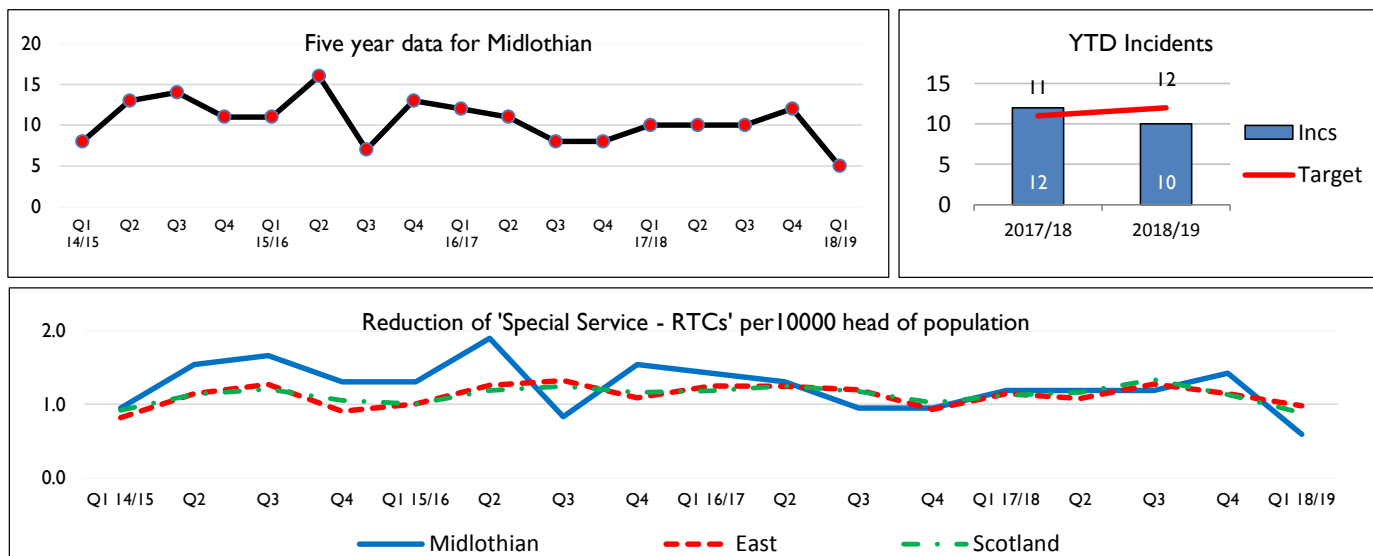 Five year data for Midlothian
20
15
10
5
0
Q1 Q2 Q3 Q4 Q1 Q2 Q3 Q4 Q1 Q2 Q3 Q4 Q1 Q2 Q3 Q4 Q1
14/15 15/16 16/17 17/18 18/19
YTD Incidents
15
10
5
0
11 12
12 10
2017/18 2018/19
Incs
Target
Reduction of 'Special Service - RTCs' per10000 head of population
2.0
1.0
0.0
Q1 14/15 Q2 Q3 Q4 Q1 15/16 Q2 Q3 Q4 Q1 16/17 Q2 Q3 Q4 Q1 17/18 Q2 Q3 Q4 Q1 18/19
Midlothian East Scotland